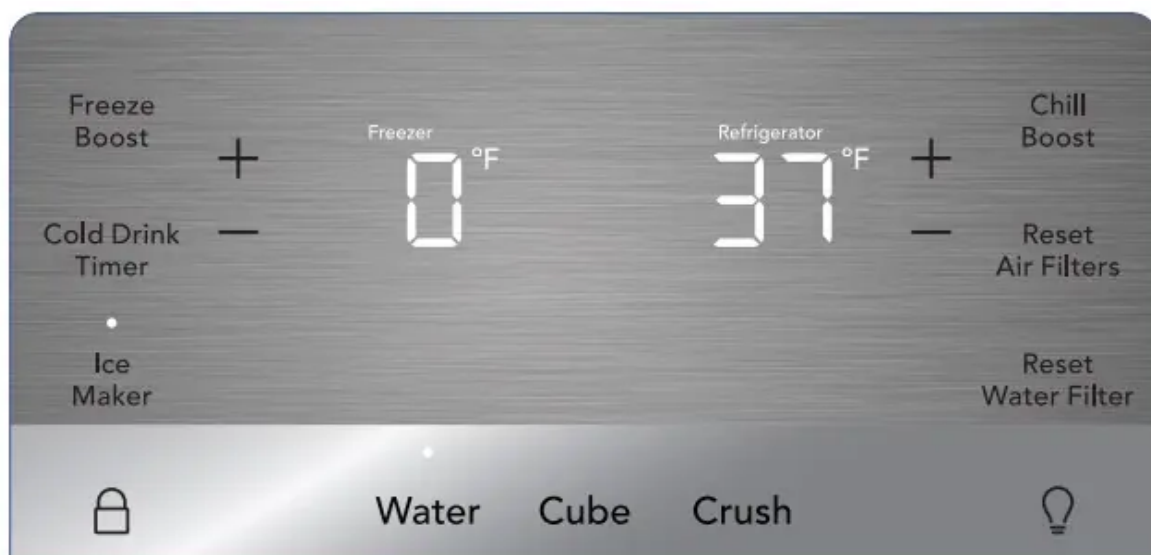 Freeze
Boost
+
Freezer
0 °F
Refrigerator
37 °F
+
Chill
Boost
Cold Drink
Timer
−
−
Reset
Air Filters
Ice
Maker
Reset
Water Filter
Water Cube Crush